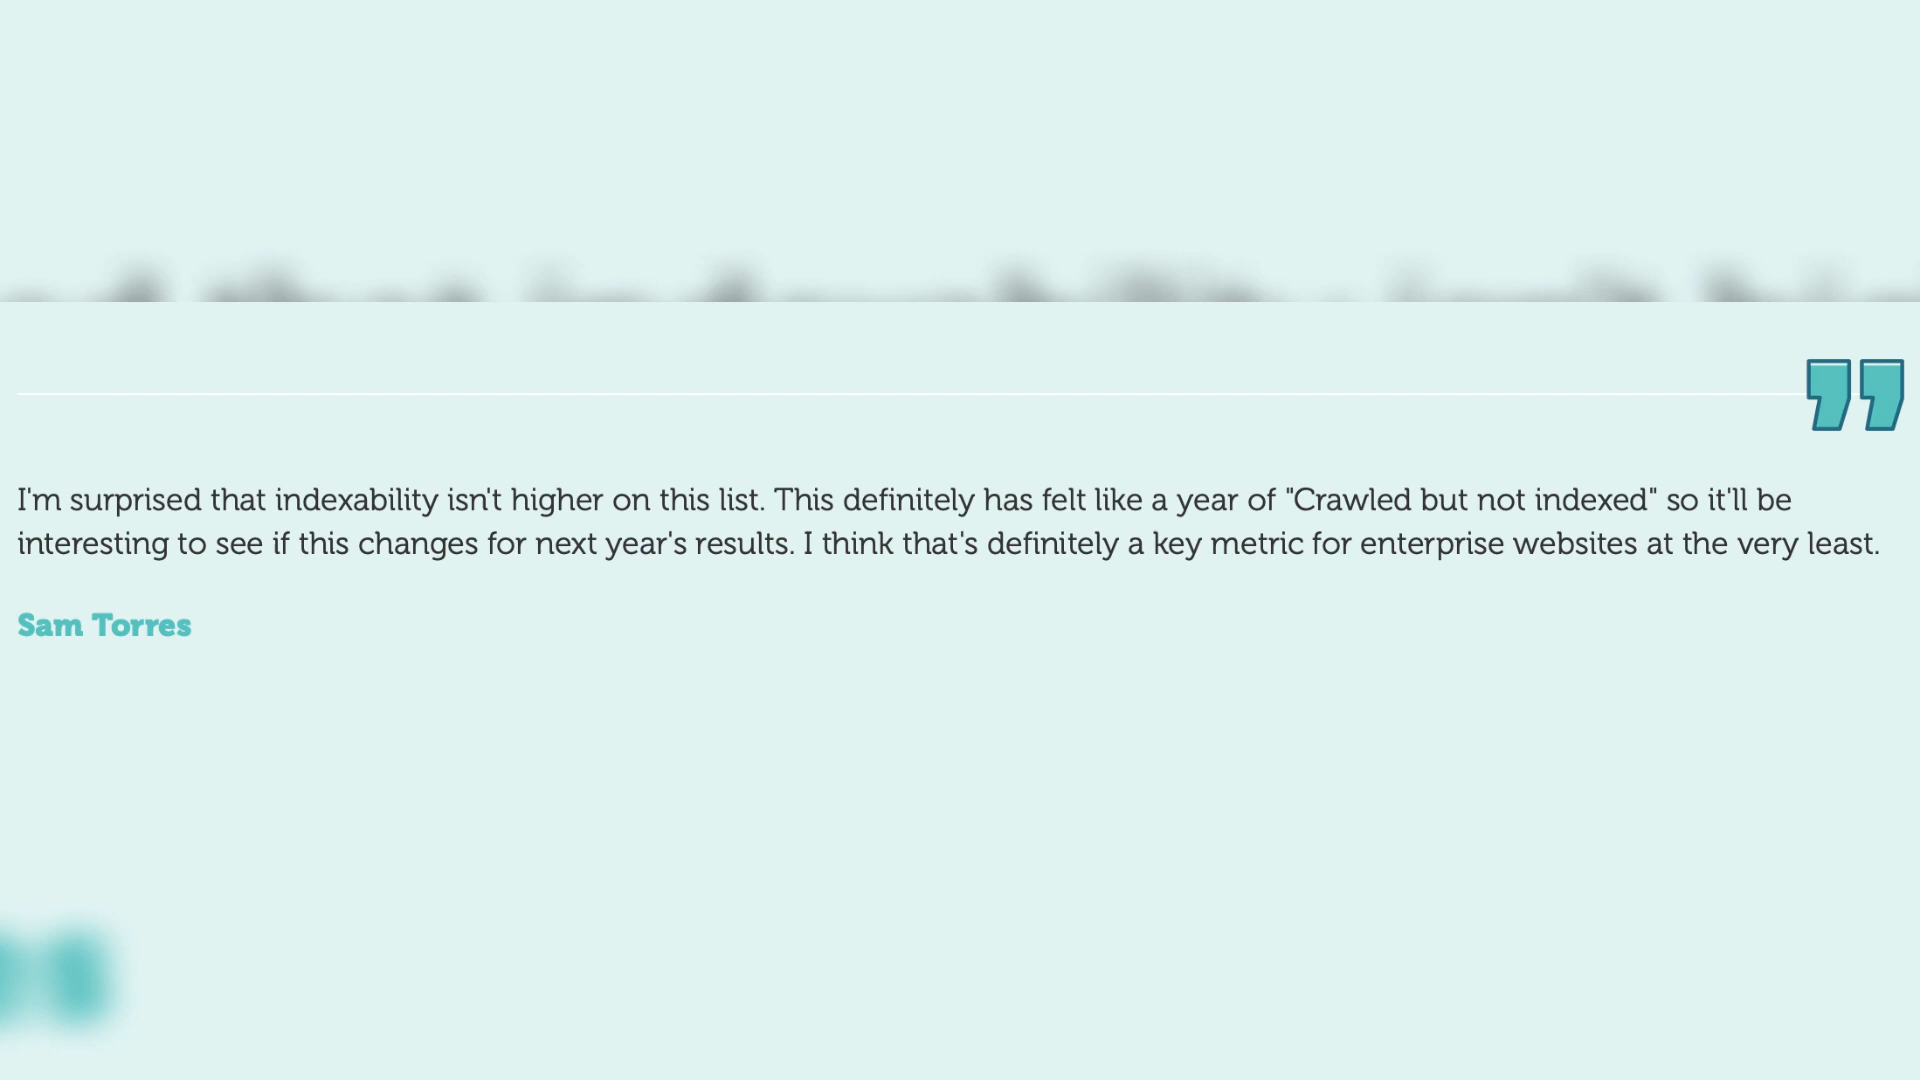 I'm surprised that indexability isn't higher on this list. This definitely has felt like a year of "Crawled but not indexed" so it'll be
interesting to see if this changes for next year's results. I think that's definitely a key metric for enterprise websites at the very least.
Sam Torres